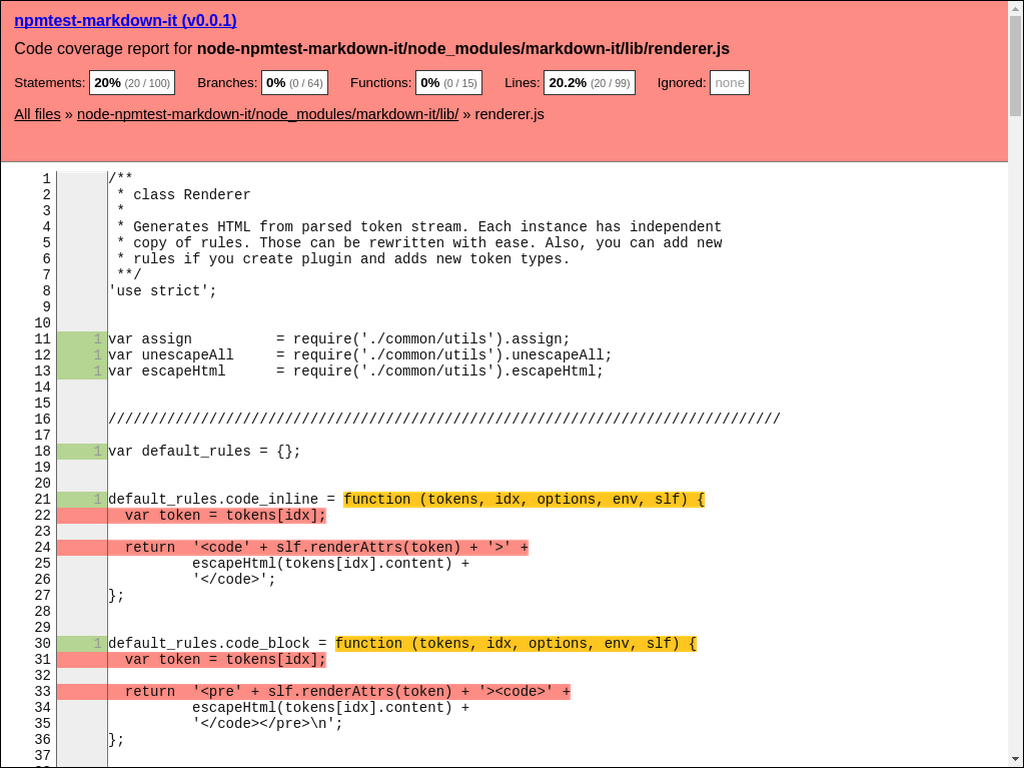 npmtest-markdown-it (v0.0.1)
Code coverage report for node-npmtest-markdown-it/node_modules/markdown-it/lib/renderer.js
Statements: 20% (20 / 100) Branches: 0% (0 / 64) Functions: 0% (0 / 15) Lines: 20.2% (20 / 99) Ignored: none
All files » node-npmtest-markdown-it/node_modules/markdown-it/lib/ » renderer.js
1 /**
2  * class Renderer
3  *
4  * Generates HTML from parsed token stream. Each instance has independent
5  * copy of rules. Those can be rewritten with ease. Also, you can add new
6  * rules if you create plugin and adds new token types.
7  **/
8 'use strict';
9
10
11 1 var assign          = require('./common/utils').assign;
12 1 var unescapeAll     = require('./common/utils').unescapeAll;
13 1 var escapeHtml      = require('./common/utils').escapeHtml;
14
15
16 ////////////////////////////////////////////////////////////////////////////////
17
18 1 var default_rules = {};
19
20
21 1 default_rules.code_inline = function (tokens, idx, options, env, slf) {
22   var token = tokens[idx];
23
24   return  '<code' + slf.renderAttrs(token) + '>' +
25           escapeHtml(tokens[idx].content) +
26           '</code>';
27 };
28
29
30 1 default_rules.code_block = function (tokens, idx, options, env, slf) {
31   var token = tokens[idx];
32
33   return  '<pre' + slf.renderAttrs(token) + '><code>' +
34           escapeHtml(tokens[idx].content) +
35           '</code></pre>\n';
36 };
37